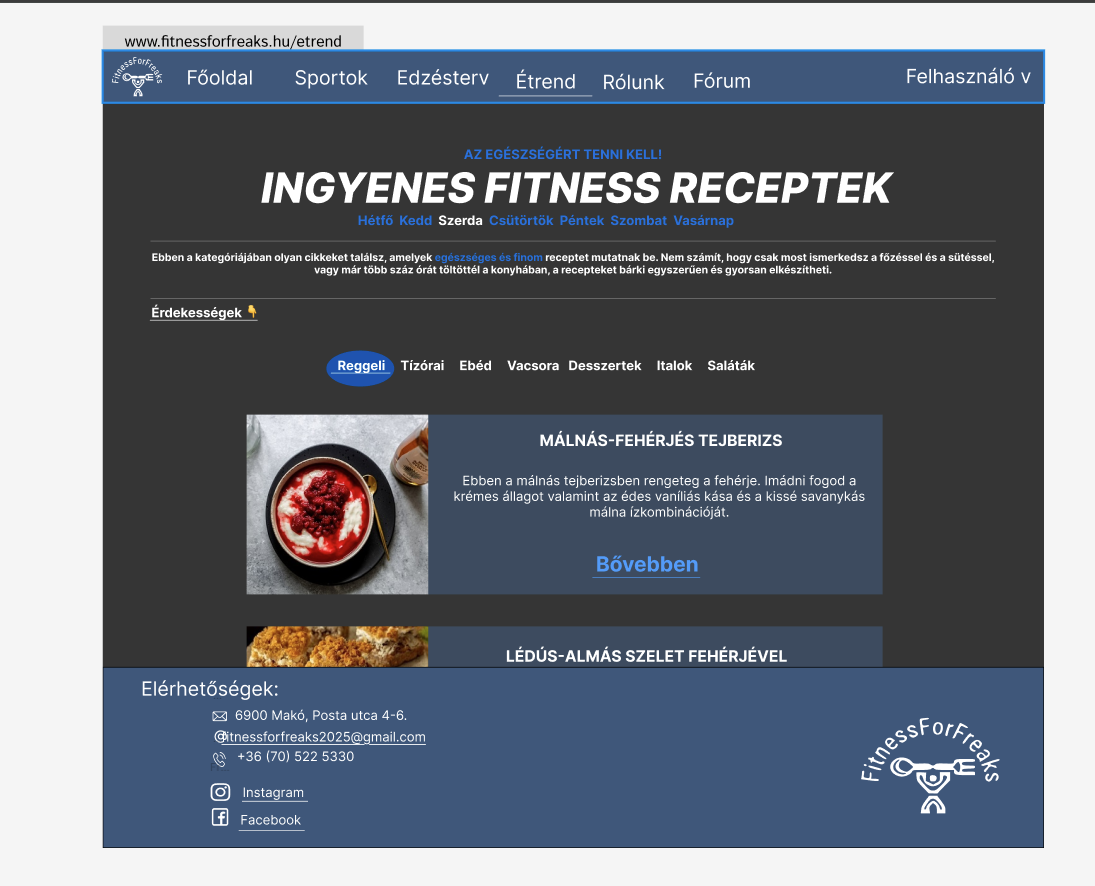 www.fitnessforfreaks.hu/etrend
FitnessForFreaks
Főoldal Sportok Edzésterv Étrend Rólunk Fórum Felhasználó v
AZ EGÉSZSÉGÉRT TENNI KELL!
INGYENES FITNESS RECEPTEK
Hétfő Kedd Szerda Csütörtök Péntek Szombat Vasárnap
Ebben a kategóriájában olyan cikkeket találsz, amelyek egészséges és finom receptet mutatnak be. Nem számít, hogy csak most ismerkedsz a főzéssel és a sütéssel,
vagy már több száz órát töltöttél a konyhában, a recepteket bárki egyszerűen és gyorsan elkészítheti.
Érdekességek 👇
Reggeli Tízórai Ebéd Vacsora Desszertek Italok Saláták
MÁLNÁS-FEHÉRJÉS TEJBERIZS
Ebben a málnás tejberizsben rengeteg a fehérje. Imádni fogod a
krémes állagot valamint az édes vaníliás kása és a kissé savanykás
málna ízkombinációját.
Bővebben
LÉDÚS-ALMÁS SZELET FEHÉRJÉVEL
Elérhetőségek:
6900 Makó, Posta utca 4-6.
fitnessforfreaks2025@gmail.com
+36 (70) 522 5330
Instagram
Facebook
FitnessForFreaks